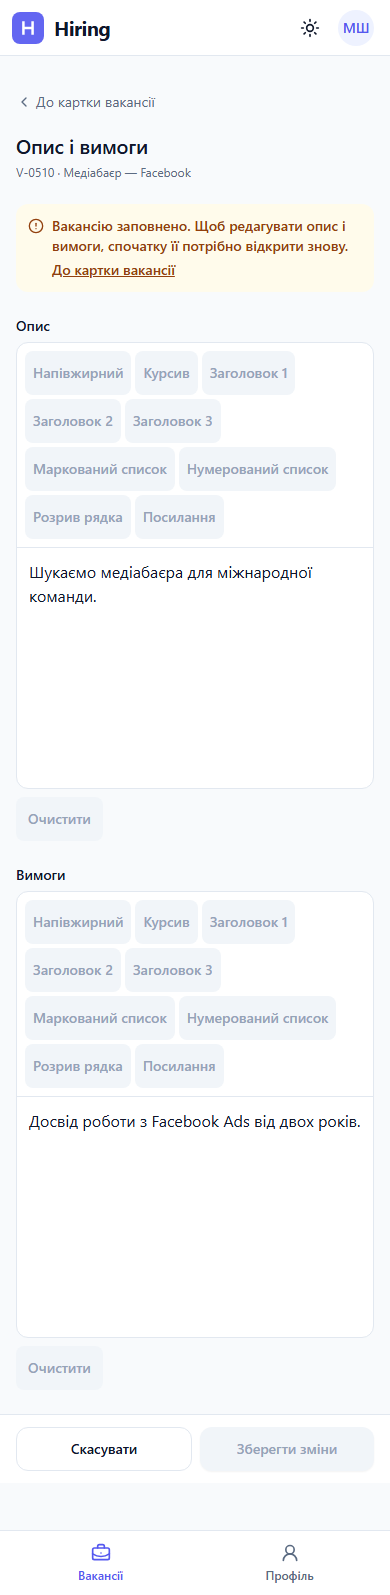 H Hiring МШ
До картки вакансії
Опис і вимоги
V-0510 · Медіабаєр — Facebook
Вакансію заповнено. Щоб редагувати опис і
вимоги, спочатку її потрібно відкрити знову.
До картки вакансії
Опис
Напівжирний Курсив Заголовок 1
Заголовок 2 Заголовок 3
Маркований список Нумерований список
Розрив рядка Посилання
Шукаємо медіабаєра для міжнародної
команди.
Очистити
Вимоги
Напівжирний Курсив Заголовок 1
Заголовок 2 Заголовок 3
Маркований список Нумерований список
Розрив рядка Посилання
Досвід роботи з Facebook Ads від двох років.
Очистити
Скасувати Зберегти зміни
Вакансії Профіль